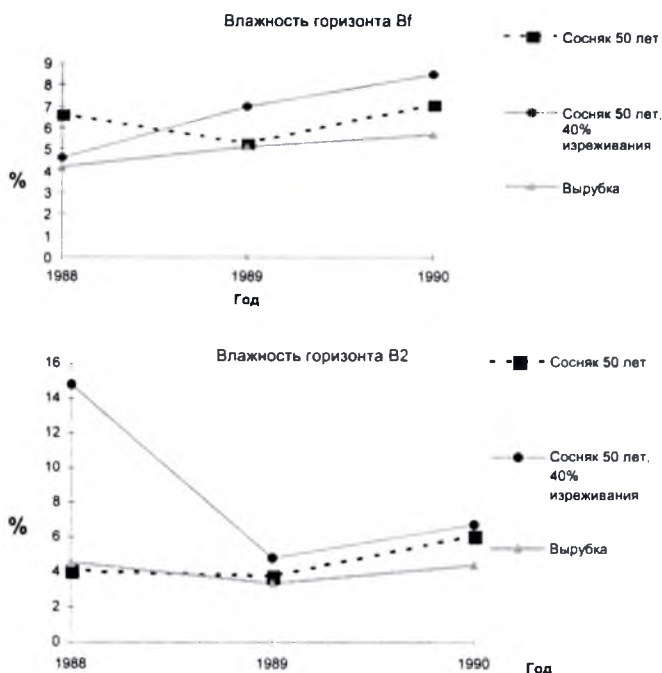 Влажность горизонта Bf
Сосняк 50 лет
9
8
7
6
5
4
3
2
1
0
%
Сосняк 50 лет,
40%
изреживания
Вырубка
1988
1989
1990
Год
Влажность горизонта B2
Сосняк 50 лет
16
14
12
10
8
6
4
2
0
%
Сосняк 50 лет,
40%
изреживания
Вырубка
1988
1989
1990
Год